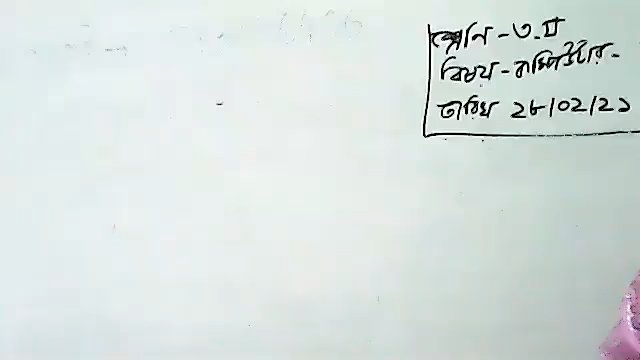 শ্রেণি - ৩য়
বিষয় - কম্পিউটার -
তারিখ ২৮/০২/২১